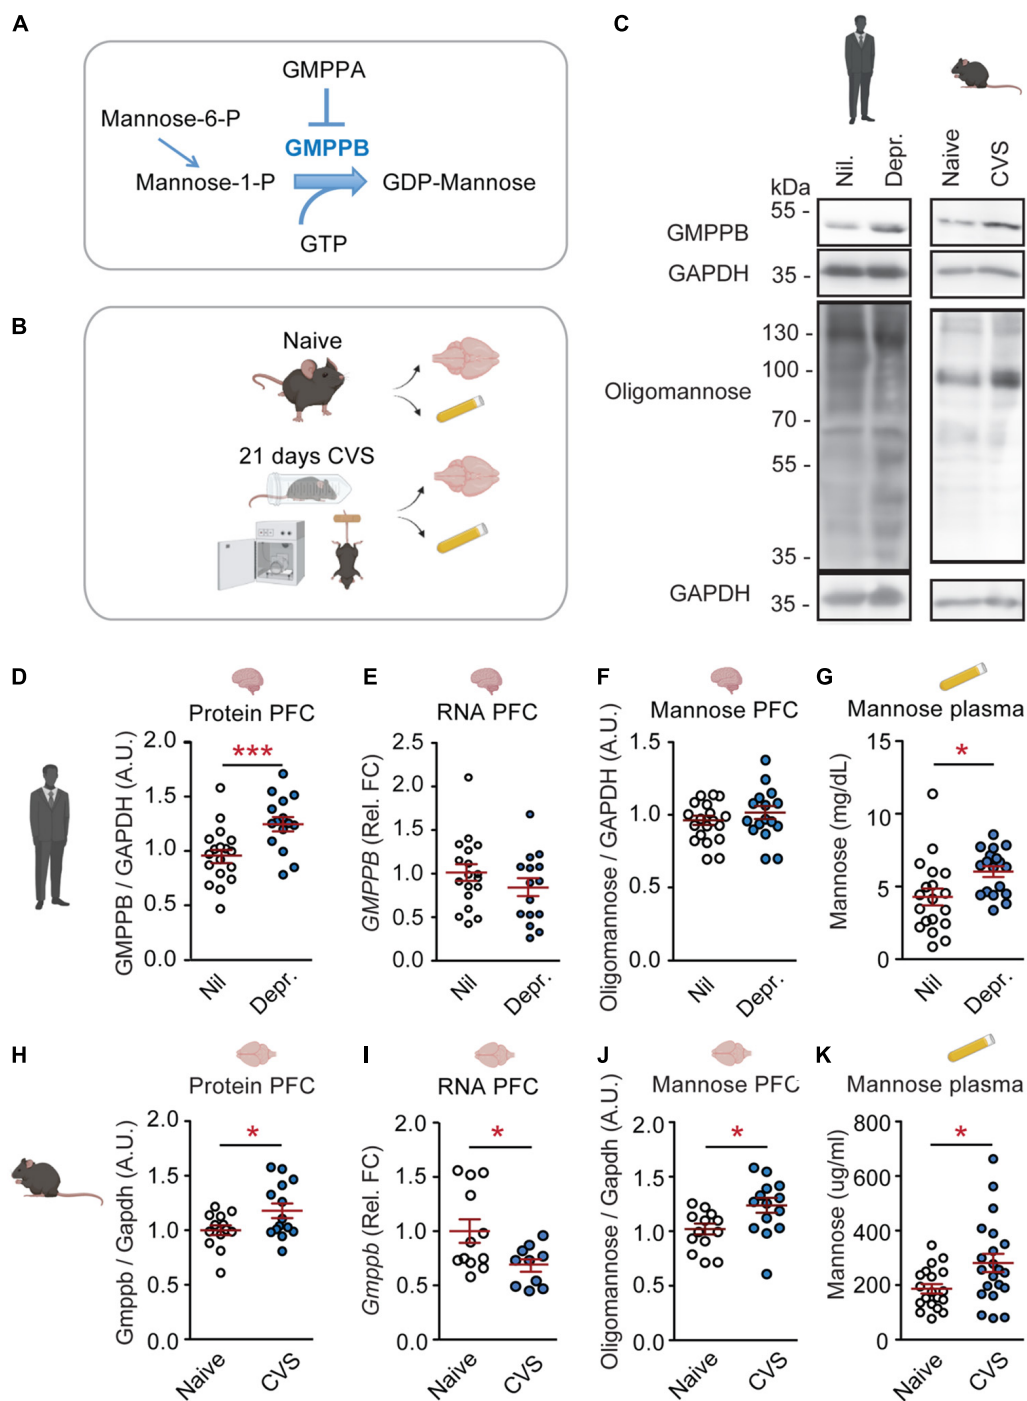 A
GMPPA
Mannose-6-P
GMPPB
Mannose-1-P
GDP-Mannose
GTP
B
Naive
21 days CVS
C
Nil.
Depr.
Naive
CVS
kDa
55 -
GMPPB
GAPDH
35 -
130 -
100 -
Oligomannose
70 -
55 -
35 -
GAPDH
35 -
D
Protein PFC
GMPPB / GAPDH (A.U.)
2.0
1.5
1.0
0.5
0.0
***
Nil
Depr.
E
RNA PFC
GMPPB (Rel. FC)
2.5
2.0
1.5
1.0
0.5
0.0
Nil
Depr.
F
Mannose PFC
Oligomannose / GAPDH (A.U.)
1.5
1.0
0.5
0.0
Nil
Depr.
G
Mannose plasma
Mannose (mg/dL)
15
10
5
0
*
Nil
Depr.
H
Protein PFC
Gmppb / Gapdh (A.U.)
2.0
1.5
1.0
0.5
0.0
*
Naive
CVS
I
RNA PFC
Gmppb (Rel. FC)
2.0
1.5
1.0
0.5
0.0
*
Naive
CVS
J
Mannose PFC
Oligomannose / Gapdh (A.U.)
2.0
1.5
1.0
0.5
0.0
*
Naive
CVS
K
Mannose plasma
Mannose (ug/ml)
800
600
400
200
0
*
Naive
CVS